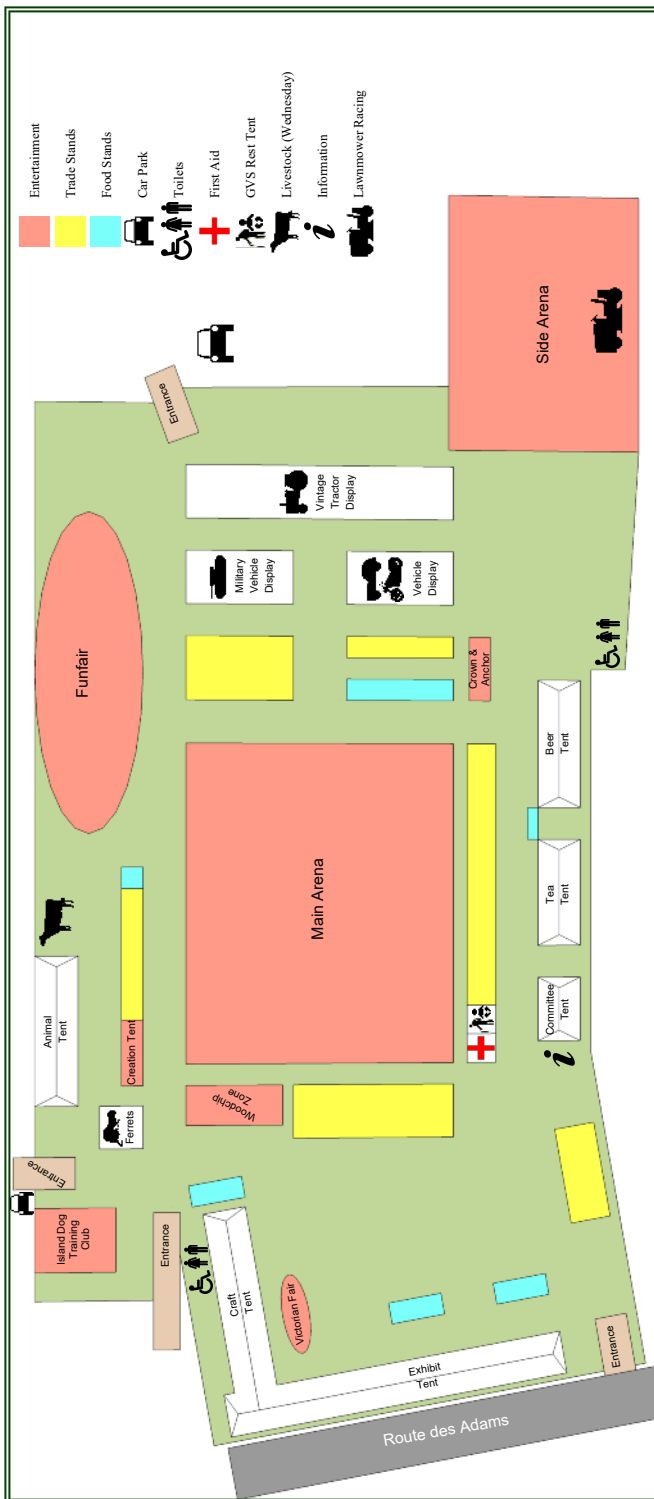 Entertainment
Trade Stands
Food Stands
Car Park
Toilets
First Aid
GVS Rest Tent
Livestock (Wednesday)
Information
Lawnmower Racing
Side Arena
Entrance
Vintage
Tractor
Display
Military
Vehicle
Display
Vehicle
Display
Funfair
Crown &
Anchor
Beer
Tent
Main Arena
Tea
Tent
Animal
Tent
Creation Tent
Committee
Tent
Woodchip
Zone
Ferrets
Entrance
Island Dog
Training
Club
Entrance
Craft
Tent
Victorian Fair
Exhibit
Tent
Entrance
Route des Adams